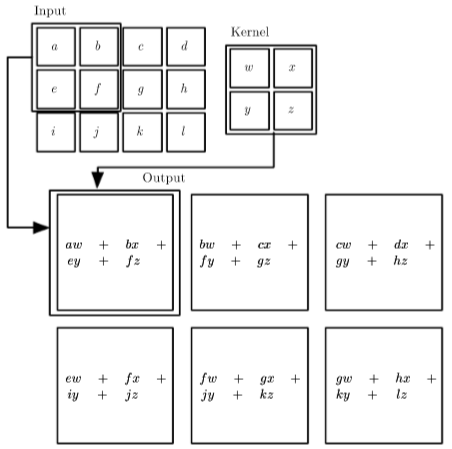 Input
a b c d
e f g h
i j k l
Kernel
w x
y z
Output
aw + bx +
ey + fz
bw + cx +
fy + gz
cw + dx +
gy + hz
ew + fx +
iy + jz
fw + gx +
jy + kz
gw + hx +
ky + lz